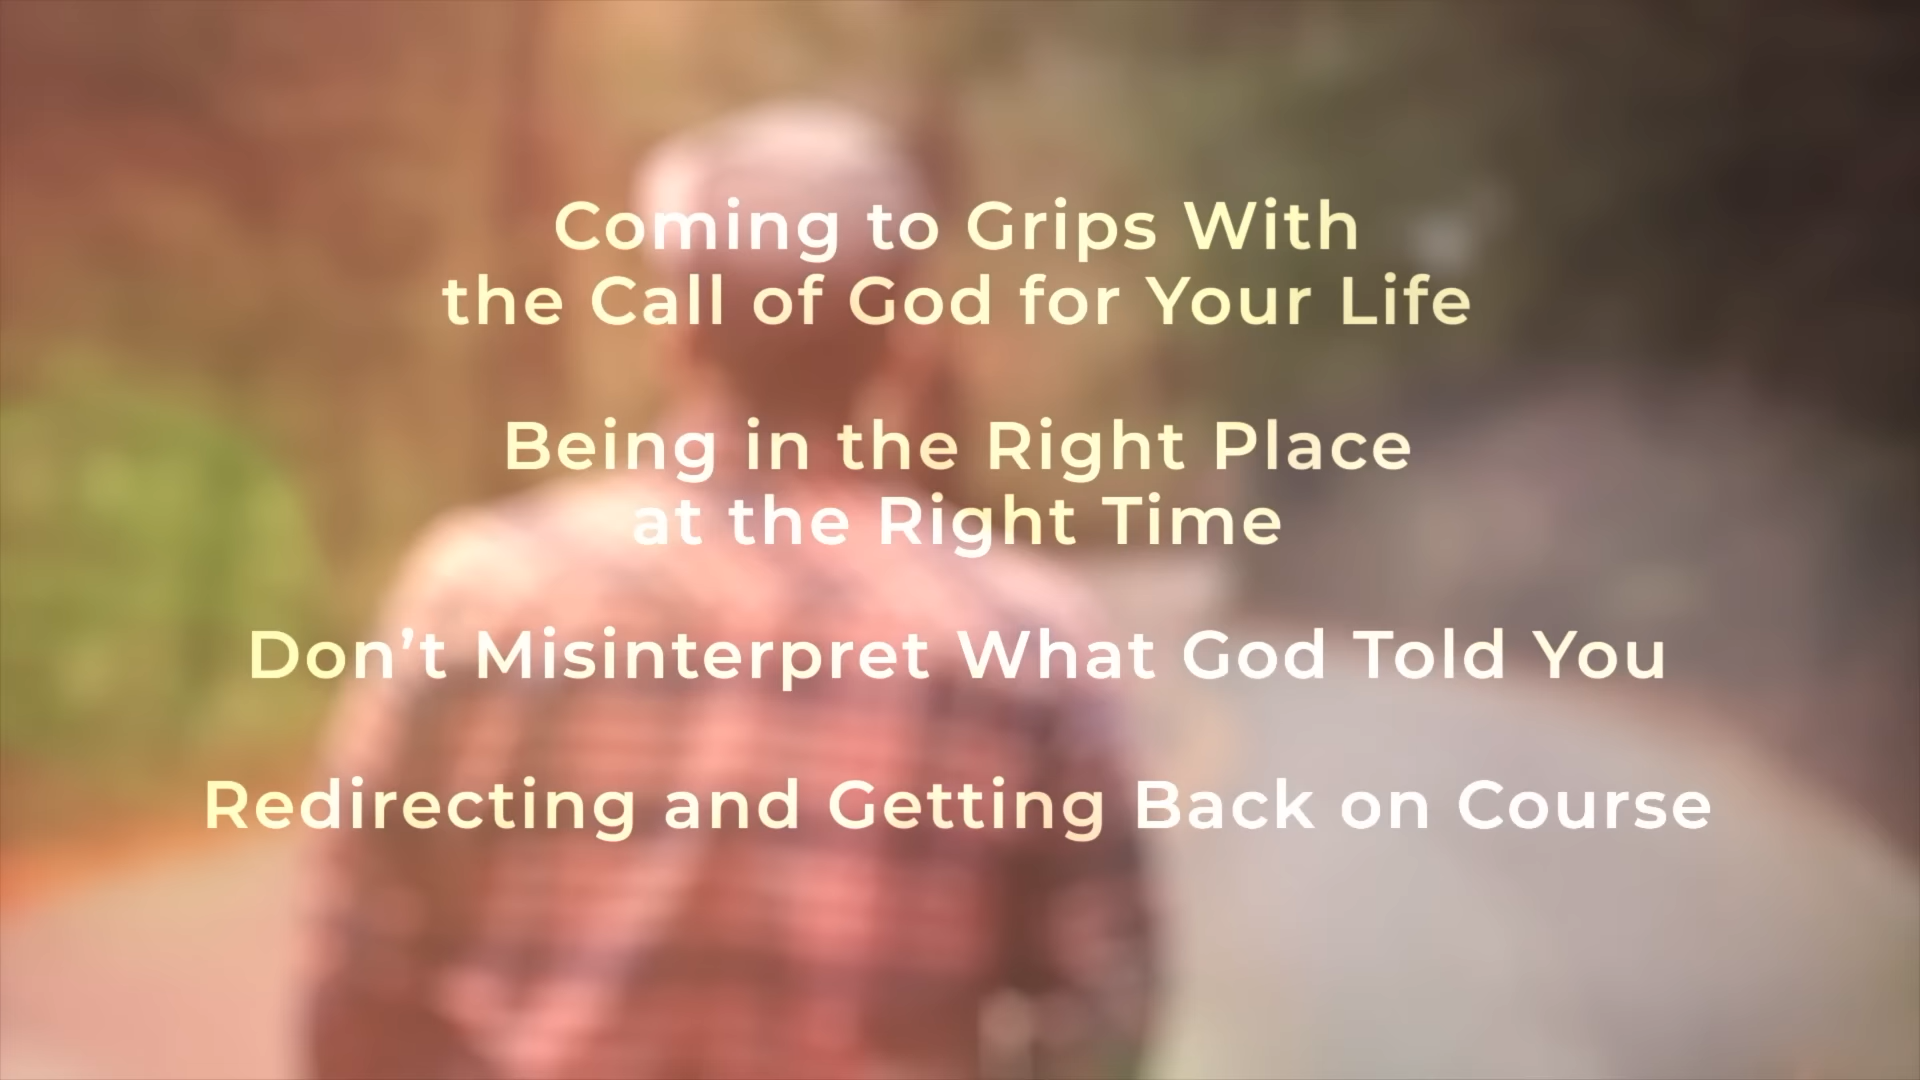 Coming to Grips With
the Call of God for Your Life
Being in the Right Place
at the Right Time
Don’t Misinterpret What God Told You
Redirecting and Getting Back on Course